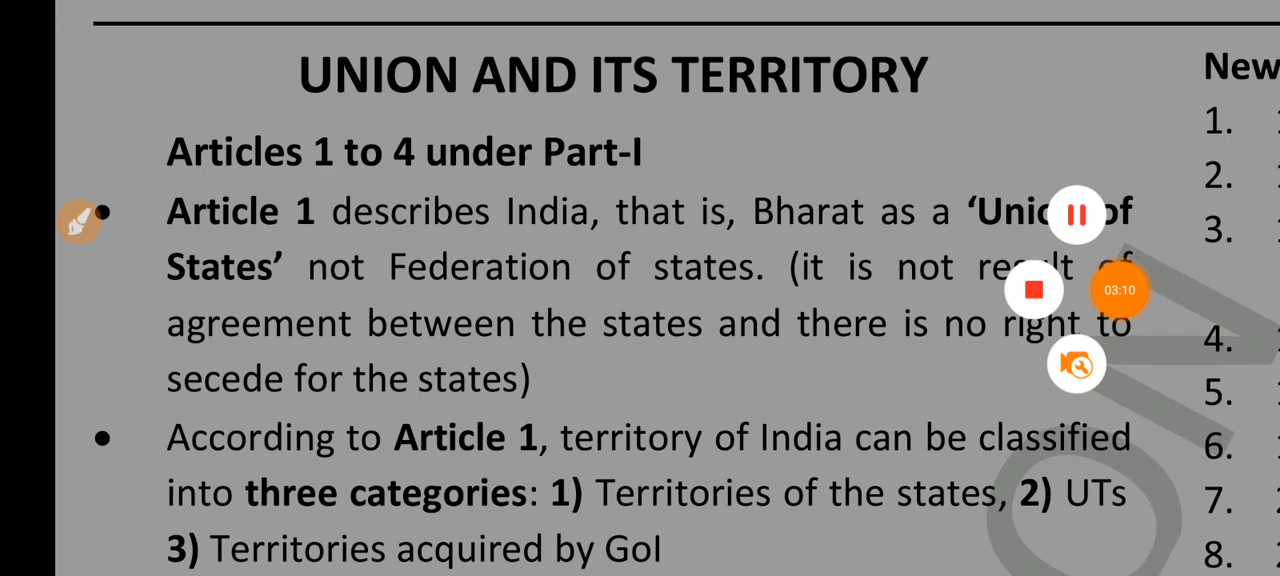 UNION AND ITS TERRITORY
Articles 1 to 4 under Part-I
• Article 1 describes India, that is, Bharat as a of
States’ not Federation of states. (it is not of
agreement between the states and there is no right to
secede for the states)
• According to Article 1, territory of India can be classified
into three categories: 1) Territories of the states, 2) UTs
3) Territories acquired by GoI
New
1.
2.
3.
4.
5.
6.
7.
8.
03:10